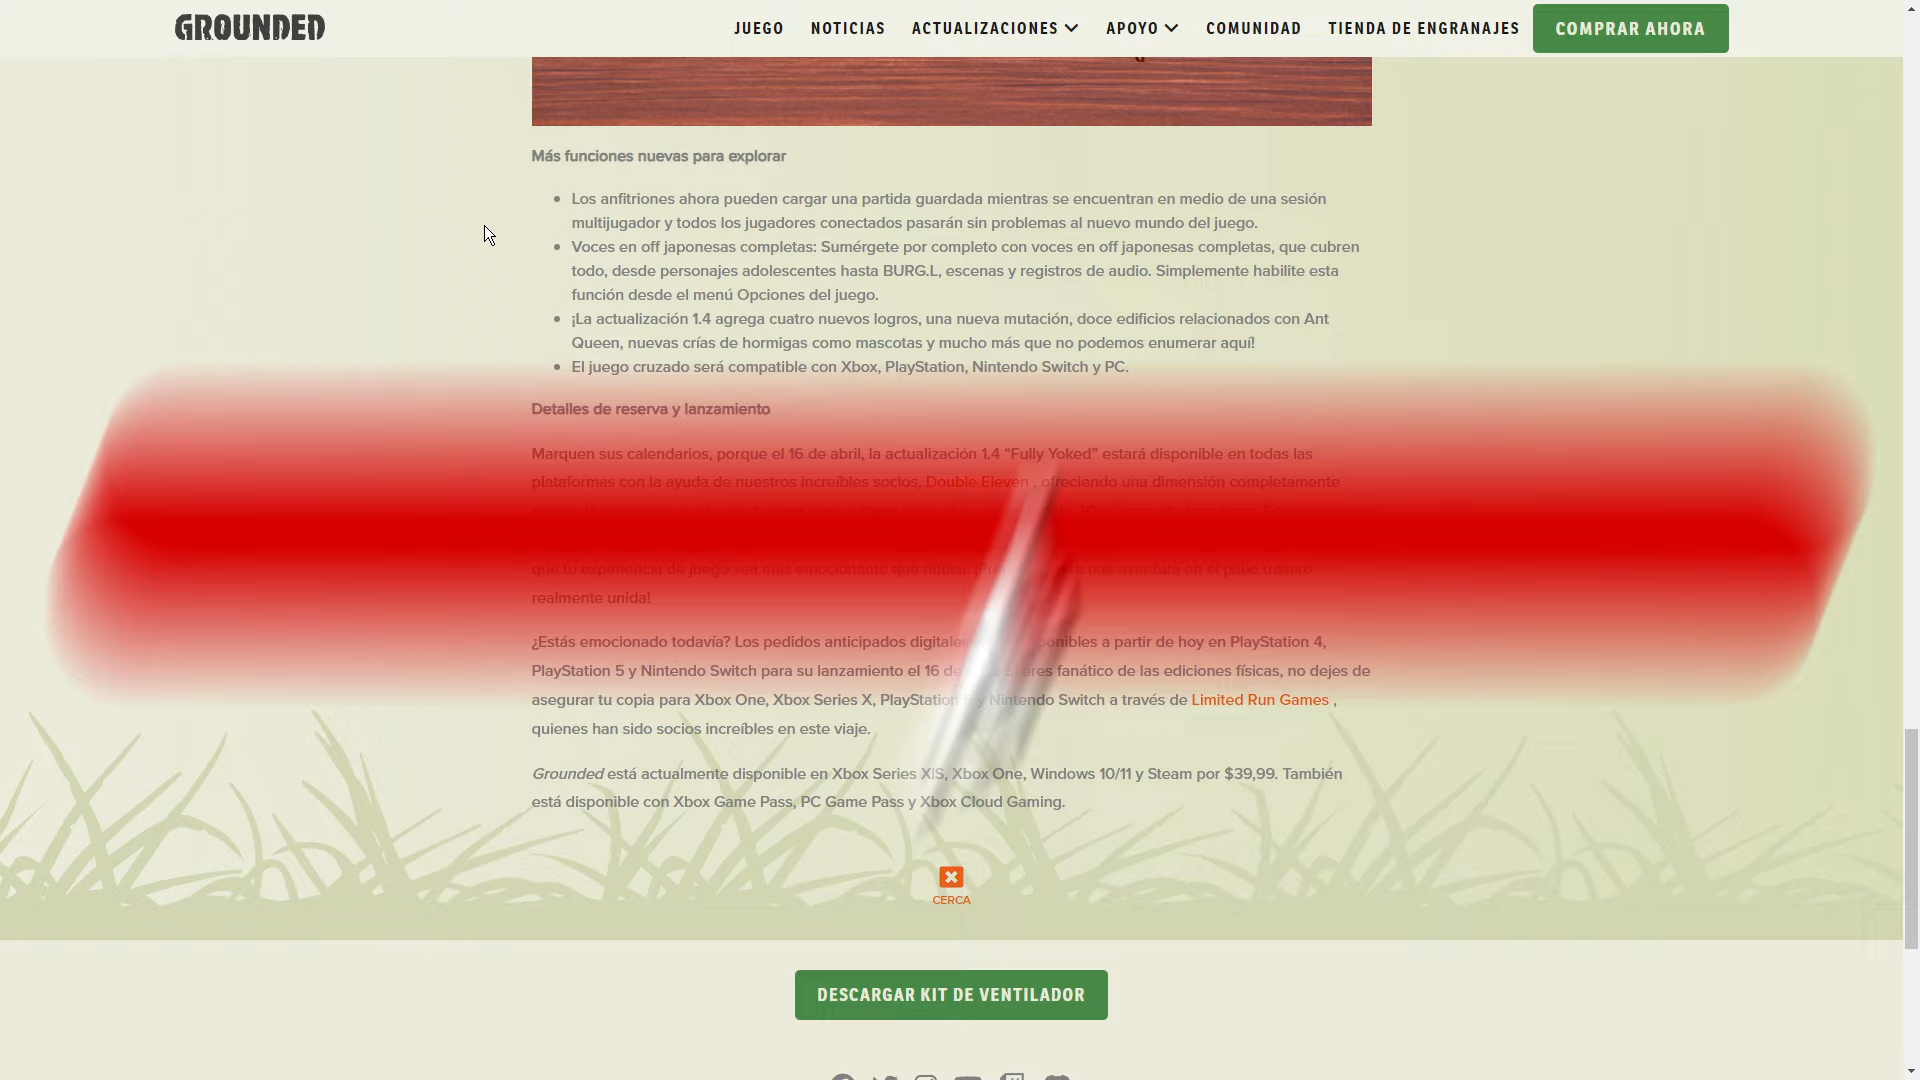 GROUNDED
JUEGO NOTICIAS ACTUALIZACIONES APOYO COMUNIDAD TIENDA DE ENGRANAJES COMPRAR AHORA
Más funciones nuevas para explorar
Los anfitriones ahora pueden cargar una partida guardada mientras se encuentran en medio de una sesión
multijugador y todos los jugadores conectados pasarán sin problemas al nuevo mundo del juego.
Voces en off japonesas completas: Sumérgete por completo con voces en off japonesas completas, que cubren
todo, desde personajes adolescentes hasta BURG.L, escenas y registros de audio. Simplemente habilite esta
función desde el menú Opciones del juego.
¡La actualización 1.4 agrega cuatro nuevos logros, una nueva mutación, doce edificios relacionados con Ant
Queen, nuevas crías de hormigas como mascotas y mucho más que no podemos enumerar aquí!
El juego cruzado será compatible con Xbox, PlayStation, Nintendo Switch y PC.
Detalles de reserva y lanzamiento
Marquen sus calendarios, porque el 16 de abril, la actualización 1.4 “Fully Yoked” estará disponible en todas las
plataformas con la ayuda de nuestros increíbles socios, Double Eleven , ofreciendo una dimensión completamente
que tu experiencia de juego sea más emocionante que nunca. una aventura en el patio trasero
realmente unida!
¿Estás emocionado todavía? Los pedidos anticipados digitales a partir de hoy en PlayStation 4,
PlayStation 5 y Nintendo Switch para su lanzamiento el 16 de eres fanático de las ediciones físicas, no dejes de
asegurar tu copia para Xbox One, Xbox Series X, PlayStation y Nintendo Switch a través de Limited Run Games ,
quienes han sido socios increíbles en este viaje.
Grounded está actualmente disponible en Xbox Series X|S, Xbox One, Windows 10/11 y Steam por $39,99. También
está disponible con Xbox Game Pass, PC Game Pass y Xbox Cloud Gaming.
CERCA
DESCARGAR KIT DE VENTILADOR